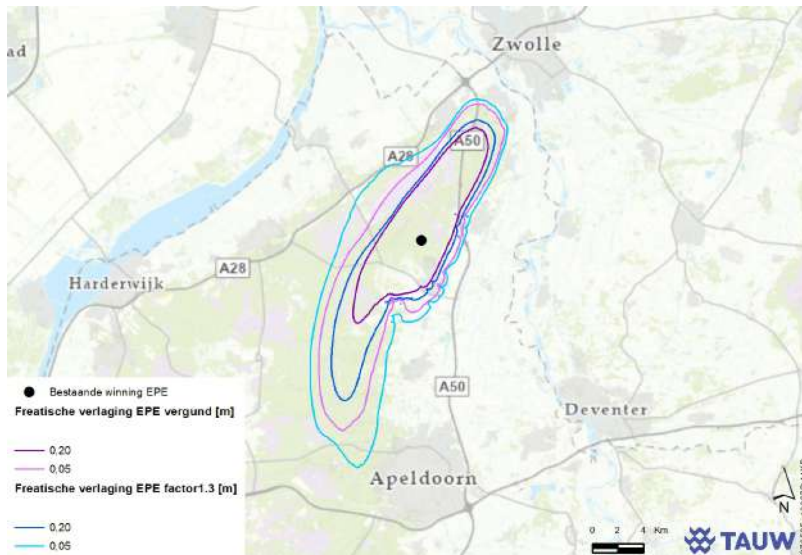 ad
Zwolle
A50
A28
A28
Harderwijk
A50
Deventer
Apeldoorn
Bestaande winning EPE
Freatische verlaging EPE vergund [m]
0,20
0,05
Freatische verlaging EPE factor1.3 [m]
0,20
0,05
N
0 2 4 Km
TAUW